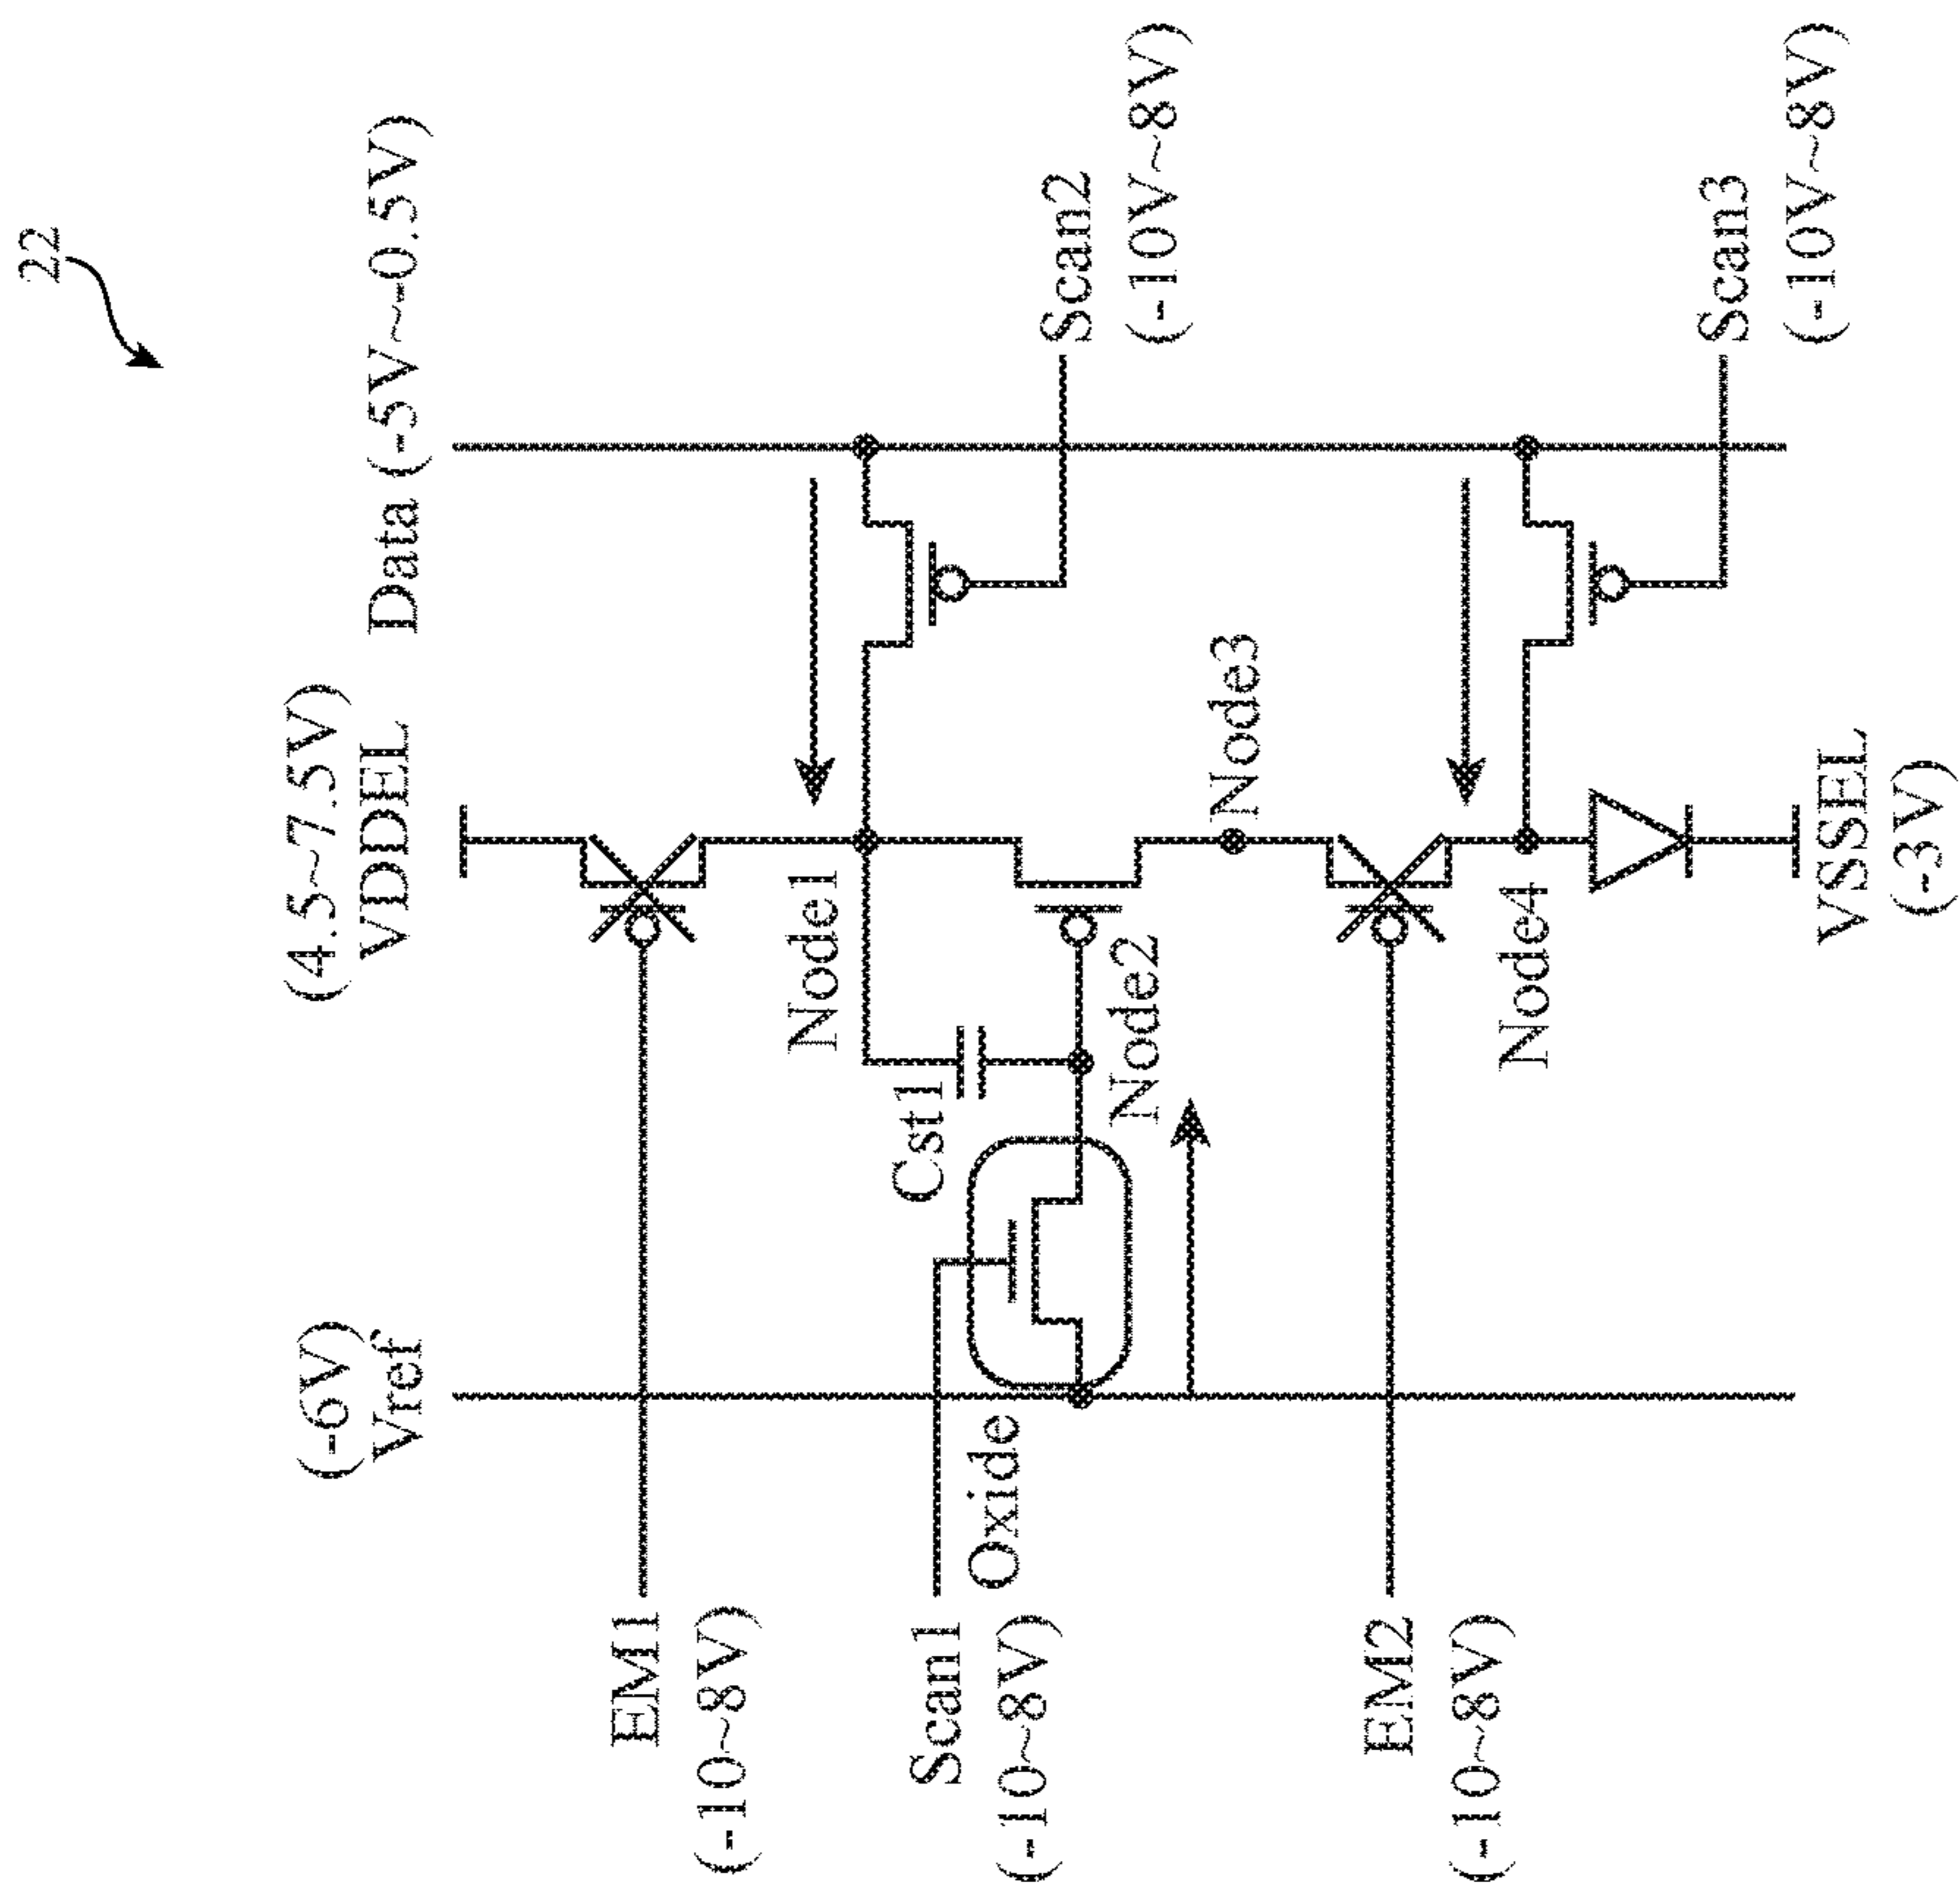 22
(-6V)
Vref
(4.5~7.5V)
VDDEL
Data (-5V~-0.5V)
EM1
(-10~8V)
Node1
Cst1
Scan1
(-10~8V)
Oxide
Scan2
(-10V~8V)
Node2
Node3
EM2
(-10~8V)
Node4
Scan3
(-10V~8V)
VSSEL
(-3V)